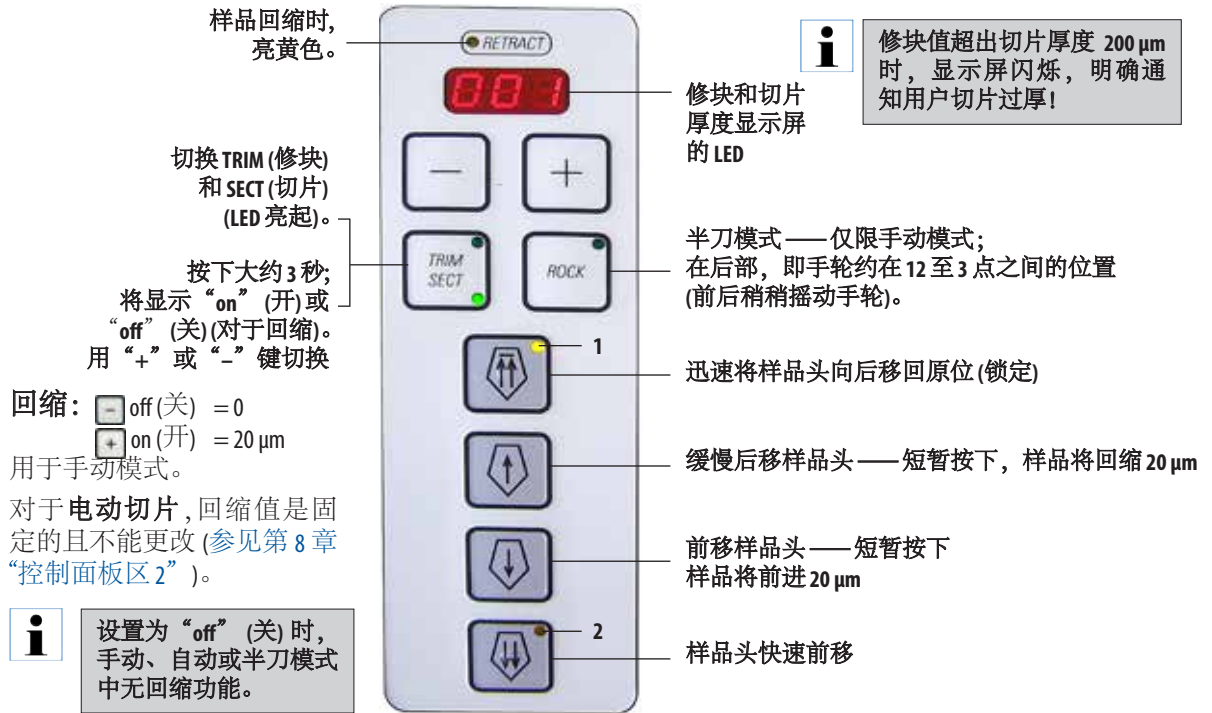 样品回缩时,
亮黄色。
RETRACT
001
修块和切片
厚度显示屏
的 LED
修块值超出切片厚度 200 µm
时，显示屏闪烁，明确通
知用户切片过厚!
切换 TRIM (修块)
和 SECT (切片)
(LED 亮起)。
按下大约 3 秒;
将显示“on” (开) 或
“off” (关) (对于回缩)。
用“+”或“–”键切换
−
+
TRIM
SECT
ROCK
半刀模式 —— 仅限手动模式;
在后部，即手轮约在 12 至 3 点之间的位置
(前后稍稍摇动手轮)。
1
迅速将样品头向后移回原位 (锁定)
缓慢后移样品头 —— 短暂按下，样品将回缩 20 µm
前移样品头 —— 短暂按下
样品将前进 20 µm
2
样品头快速前移
回缩: - off (关) = 0
+ on (开) = 20 µm
用于手动模式。
对于电动切片,回缩值是固
定的且不能更改 (参见第 8 章
“控制面板区 2” )。
i
设置为“off” (关) 时，
手动、自动或半刀模式
中无回缩功能。
i